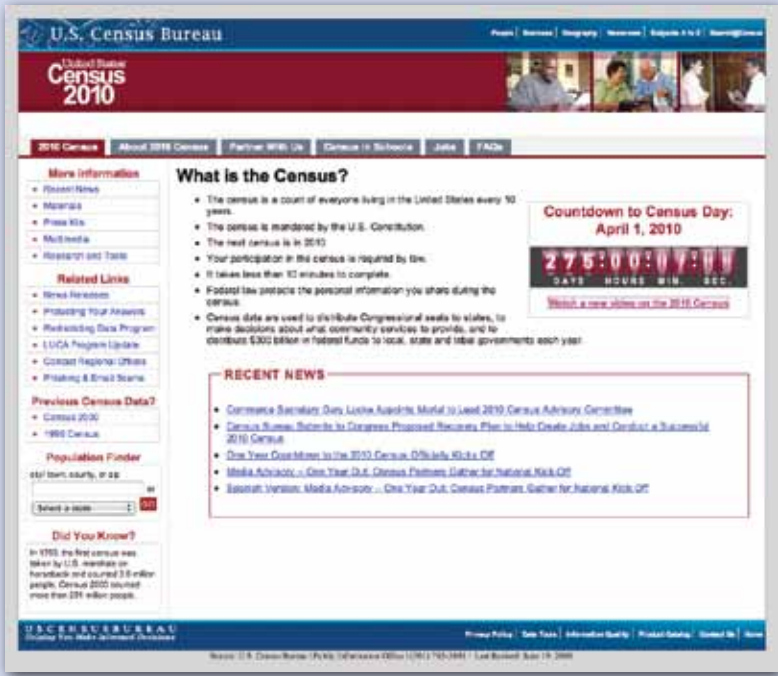 U.S. Census Bureau
People | Business | Geography | Newsroom | Subjects A to Z | Search@Census
United States
Census
2010
2010 Census
About 2010 Census
Partner With Us
Census in Schools
Jobs
FAQs
More Information
Recent News
Materials
Press Kits
Multimedia
Research and Tools
Related Links
News Releases
Protecting Your Answers
Redistricting Data Program
LUCA Program Update
Contact Regional Offices
Phishing & Email Scams
Previous Census Data?
Census 2000
1990 Census
Population Finder
city/ town, county, or zip
or
Select a state
GO
Did You Know?
In 1790, the first census was
taken by U.S. marshals on
horseback and counted 3.9 million
people. Census 2000 counted
more than 281 million people.
What is the Census?
The census is a count of everyone living in the United States every 10
years.
The census is mandated by the U.S. Constitution.
The next census is in 2010
Your participation in the census is required by law.
It takes less than 10 minutes to complete.
Federal law protects the personal information you share during the
census.
Census data are used to distribute Congressional seats to states, to
make decisions about what community services to provide, and to
distribute $300 billion in federal funds to local, state and tribal governments each year.
Countdown to Census Day:
April 1, 2010
275:00:07
DAYS HOURS MIN. SEC.
Watch a new video on the 2010 Census
RECENT NEWS
Commerce Secretary Gary Locke Appoints to Lead 2010 Census Advisory Committee
Census Bureau Submits to Congress Proposed Recovery Plan to Help Create Jobs and Conduct a Successful
2010 Census
One Year Countdown to the 2010 Census Officially Kicks Off
Media Advisory — One Year Out: Census Partners Gather for National Kick Off
Spanish Version: Media Advisory — One Year Out: Census Partners Gather for National Kick Off
USCENSUSBUREAU
Helping You Make Informed Decisions
Privacy Policy | Data Tools | Information Quality | Product Catalog | Contact Us | Home
Source: U.S. Census Bureau | Public Information Office | (301) Last Revised: June